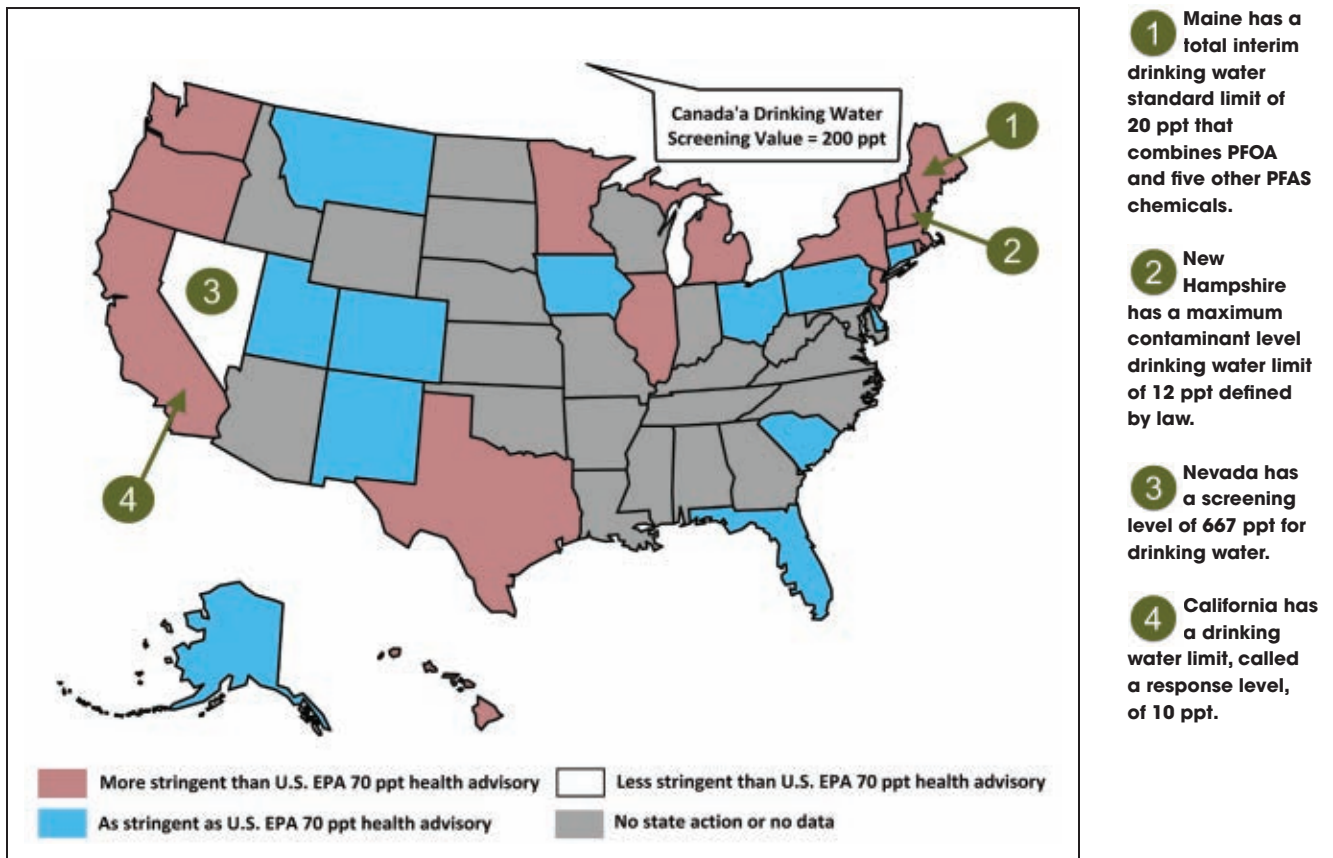 Canada'a Drinking Water
Screening Value = 200 ppt
1
2
3
4
More stringent than U.S. EPA 70 ppt health advisory
Less stringent than U.S. EPA 70 ppt health advisory
As stringent as U.S. EPA 70 ppt health advisory
No state action or no data
1 Maine has a
total interim
drinking water
standard limit of
20 ppt that
combines PFOA
and five other PFAS
chemicals.
2 New
Hampshire
has a maximum
contaminant level
drinking water limit
of 12 ppt defined
by law.
3 Nevada has
a screening
level of 667 ppt for
drinking water.
4 California has
a drinking
water limit, called
a response level,
of 10 ppt.